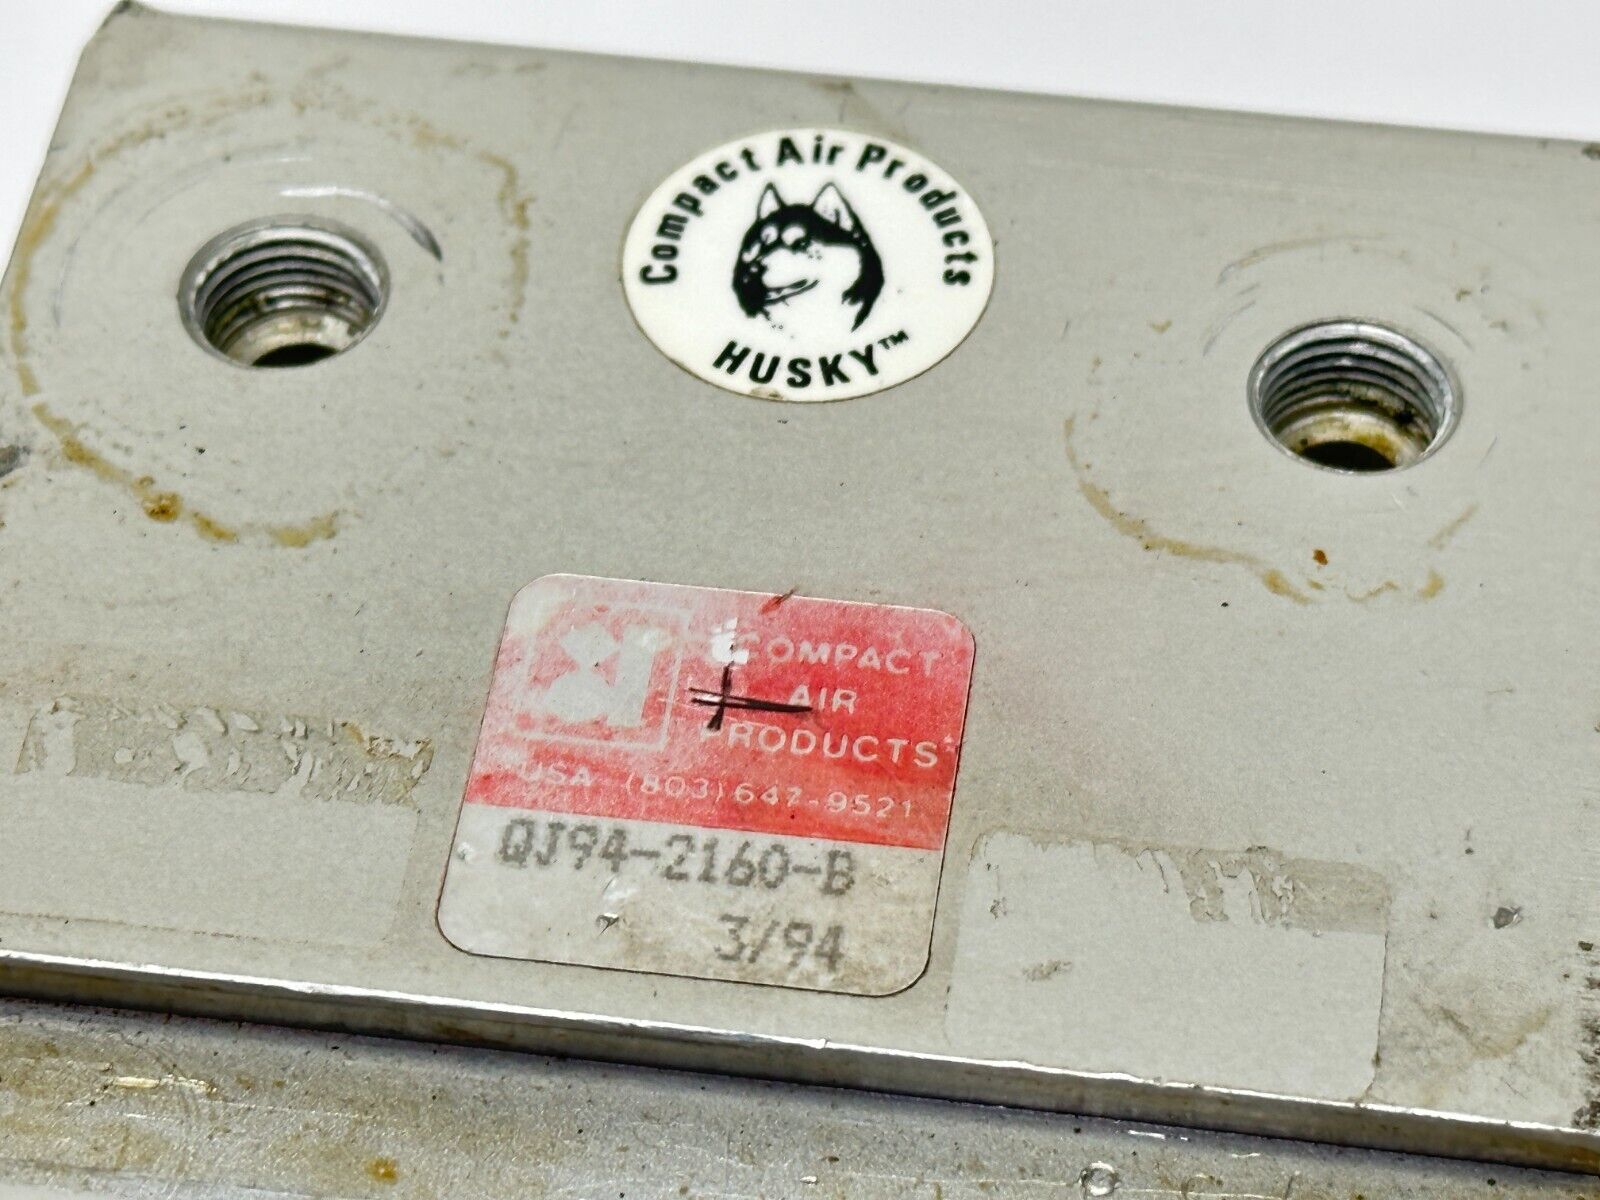 Compact Air Products
HUSKY™
COMPACT
AIR
PRODUCTS
USA (803) 647-9521
QJ94-2160-B
3/94